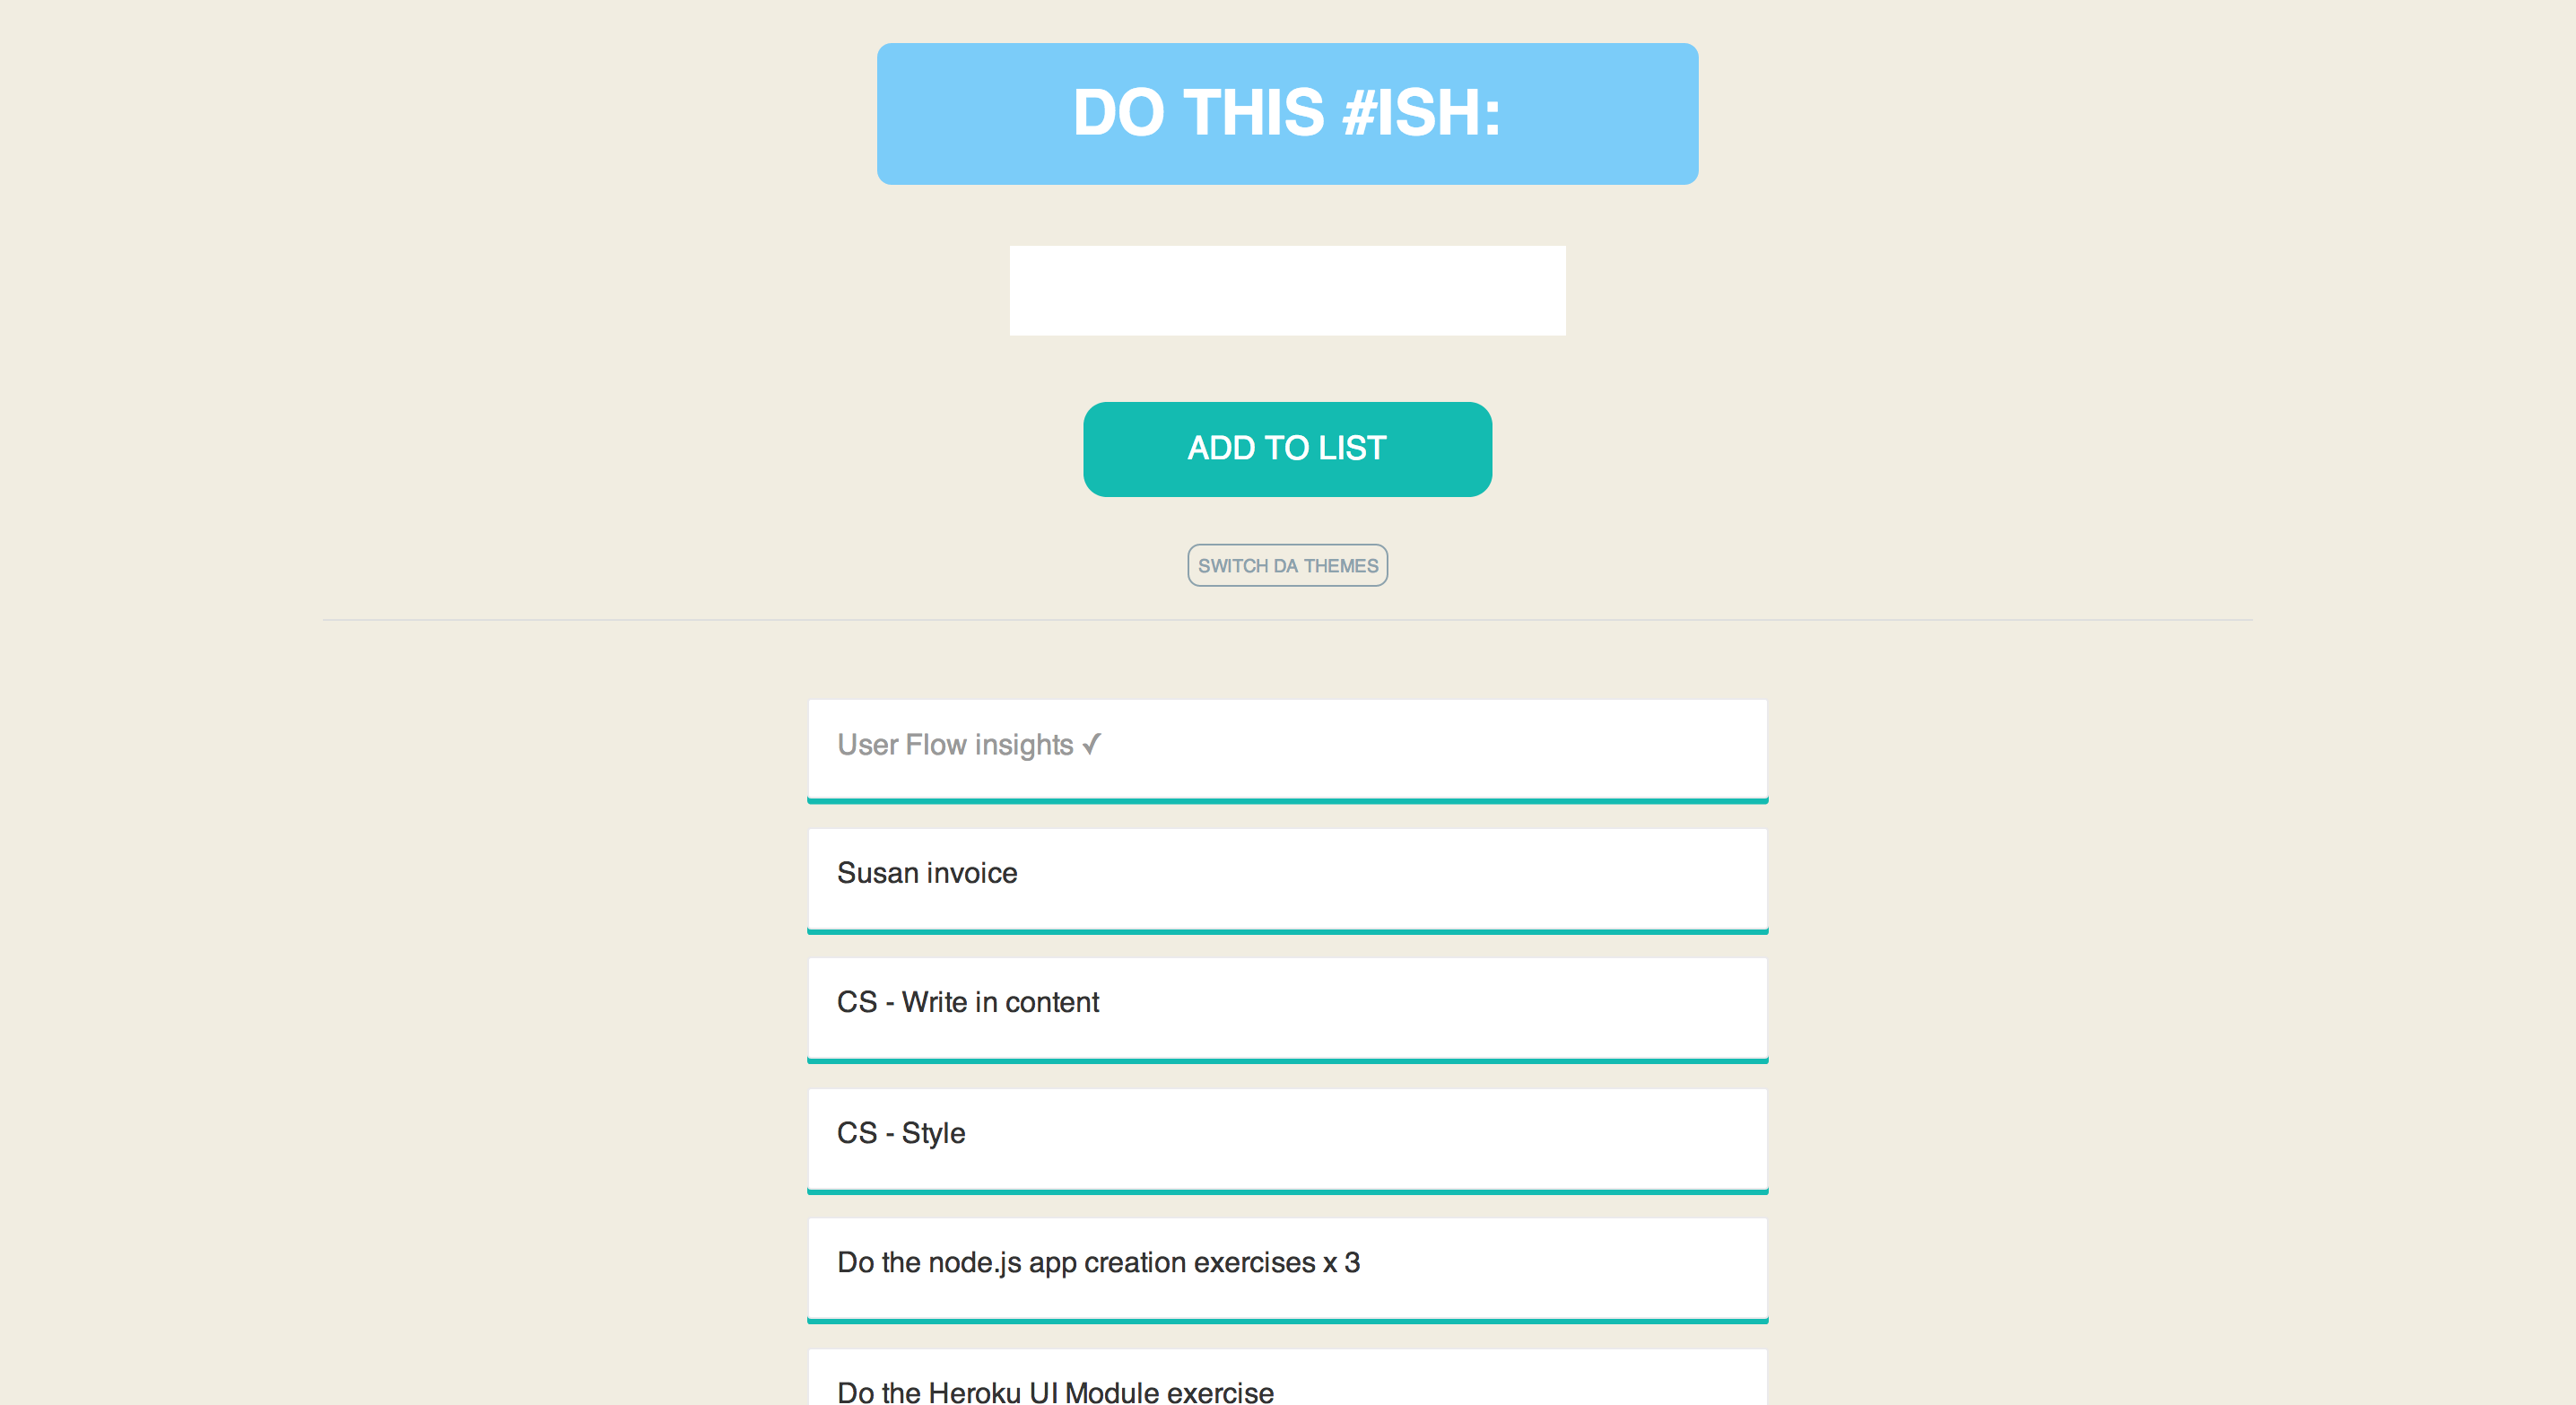 DO THIS #ISH:
ADD TO LIST
SWITCH DA THEMES
User Flow insights ✓
Susan invoice
CS - Write in content
CS - Style
Do the node.js app creation exercises x 3
Do the Heroku UI Module exercise